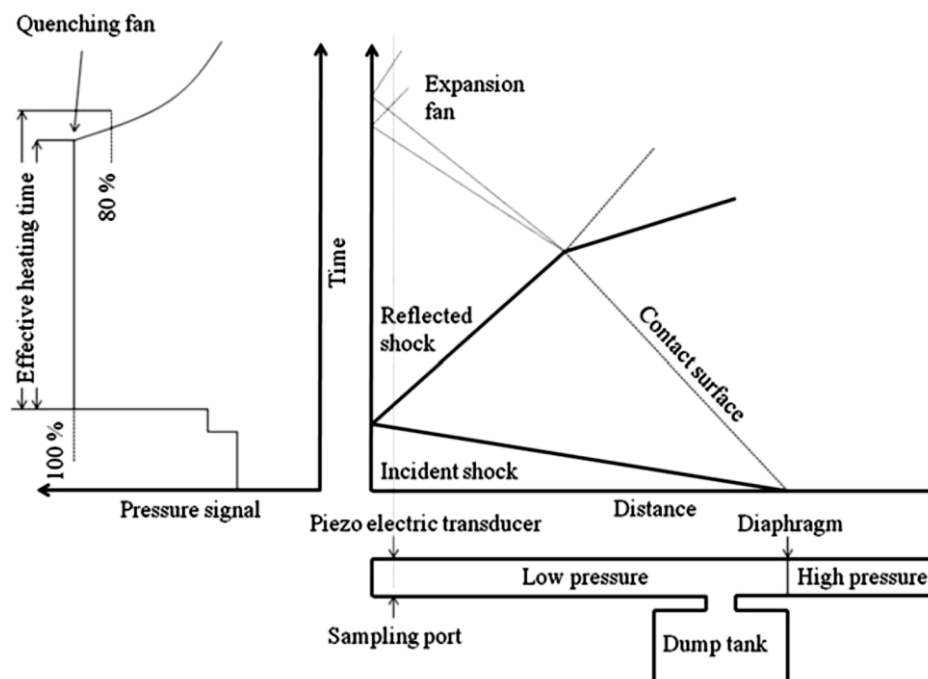 Quenching fan
Effective heating time
80 %
100 %
Pressure signal
Time
Expansion
fan
Reflected
shock
Contact surface
Incident shock
Distance
Piezo electric transducer
Diaphragm
Low pressure
High pressure
Sampling port
Dump tank